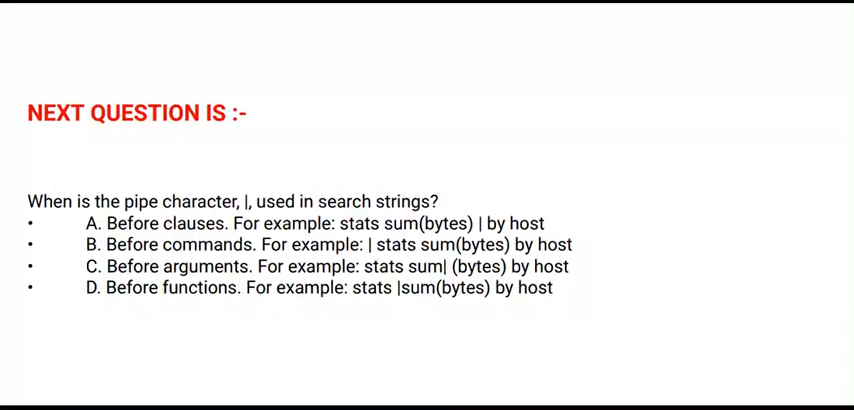 NEXT QUESTION IS :-
When is the pipe character, |, used in search strings?
• A. Before clauses. For example: stats sum(bytes) | by host
• B. Before commands. For example: | stats sum(bytes) by host
• C. Before arguments. For example: stats sum| (bytes) by host
• D. Before functions. For example: stats |sum(bytes) by host